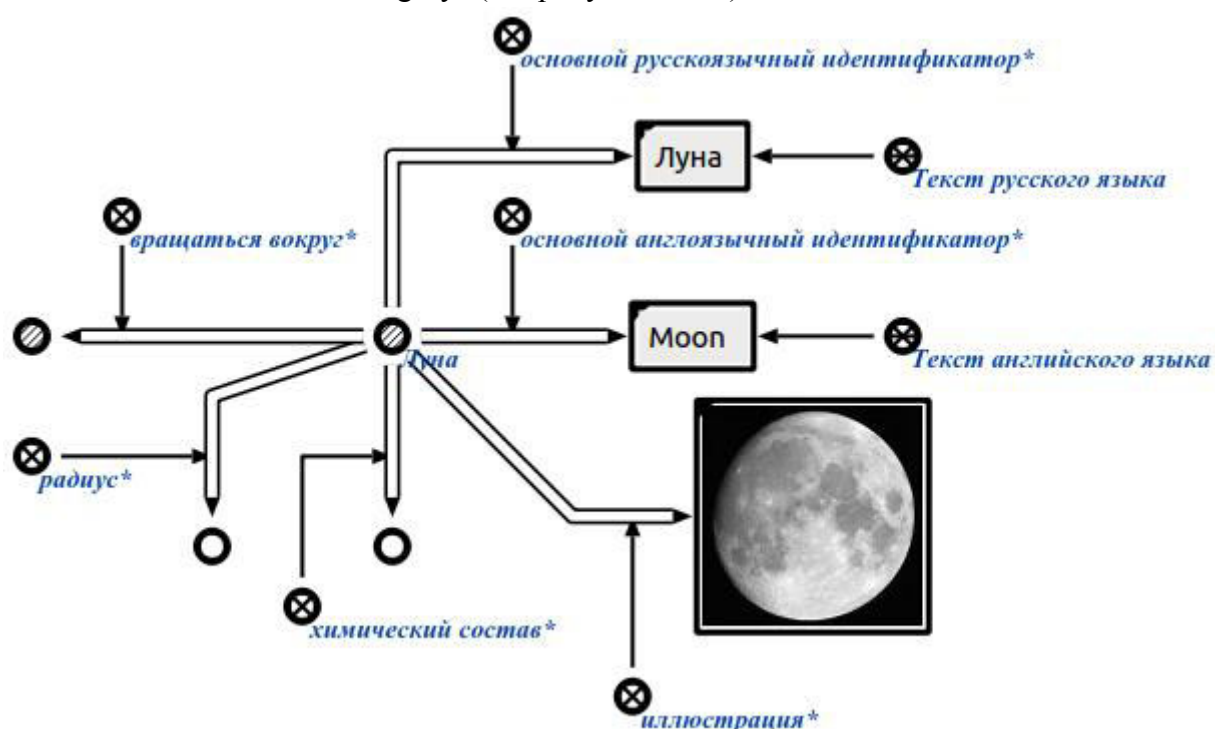 основной русскоязычный идентификатор*
Луна
Текст русского языка
вращаться вокруг*
основной англоязычный идентификатор*
Луна
Moon
Текст английского языка
радиус*
химический состав*
иллюстрация*